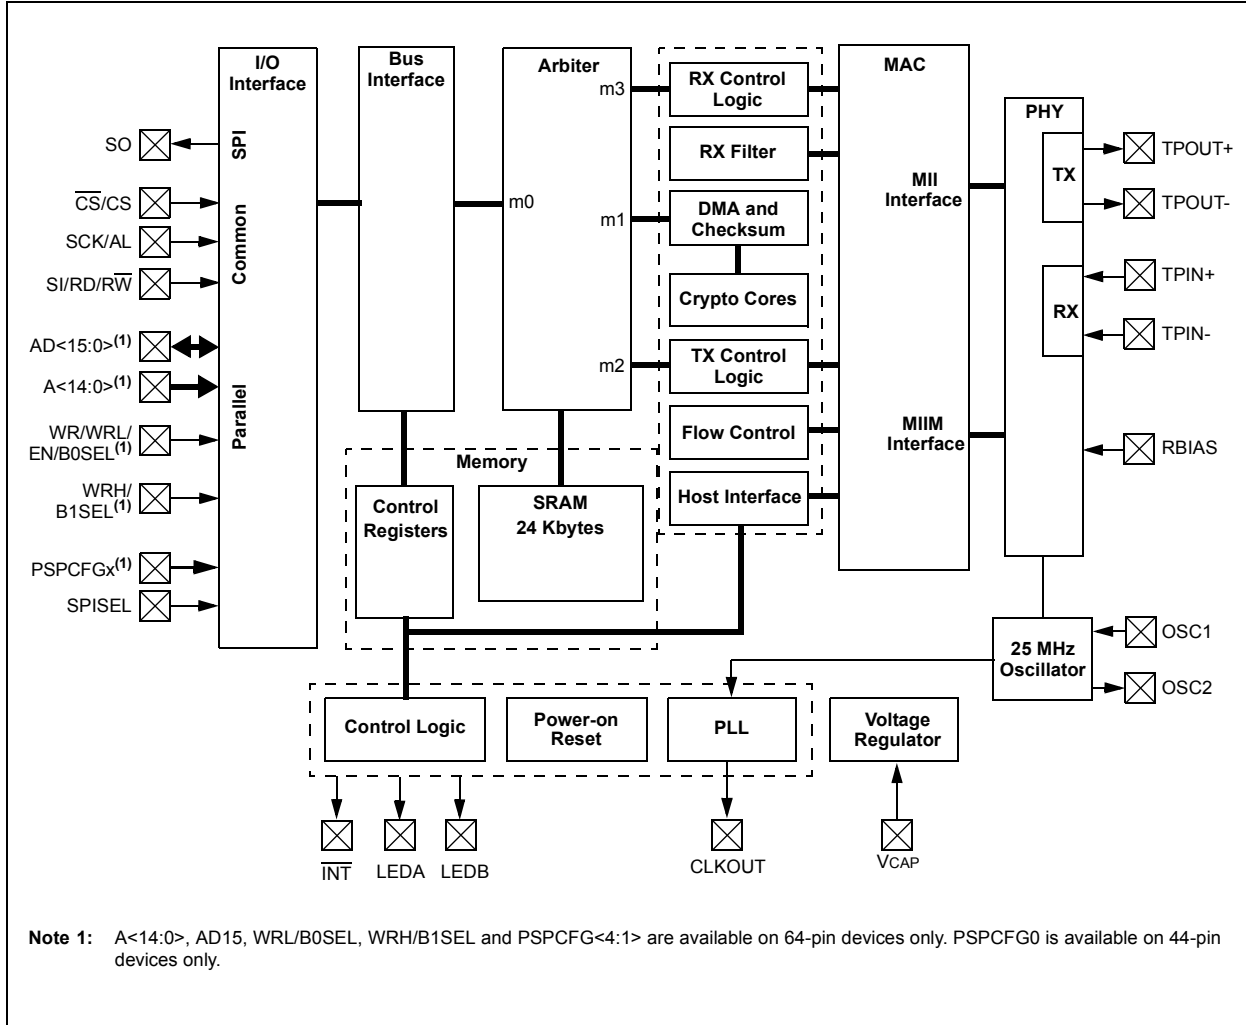 I/O
Interface
SPI
Common
Parallel
Bus
Interface
Arbiter
m0
m3
m1
m2
RX Control
Logic
RX Filter
DMA and
Checksum
Crypto Cores
TX Control
Logic
Flow Control
Host Interface
MAC
MII
Interface
MIIM
Interface
PHY
TX
RX
SO
C̅S̅/CS
SCK/AL
SI/RD/RW̅
AD<15:0>(1)
A<14:0>(1)
WR/WRL/
EN/B0SEL(1)
WRH/
B1SEL(1)
PSPCFGx(1)
SPISEL
TPOUT+
TPOUT-
TPIN+
TPIN-
RBIAS
OSC1
OSC2
Memory
Control
Registers
SRAM
24 Kbytes
25 MHz
Oscillator
Control Logic
Power-on
Reset
PLL
Voltage
Regulator
I̅N̅T̅
LEDA
LEDB
CLKOUT
VCAP
Note 1: A<14:0>, AD15, WRL/B0SEL, WRH/B1SEL and PSPCFG<4:1> are available on 64-pin devices only. PSPCFG0 is available on 44-pin
devices only.